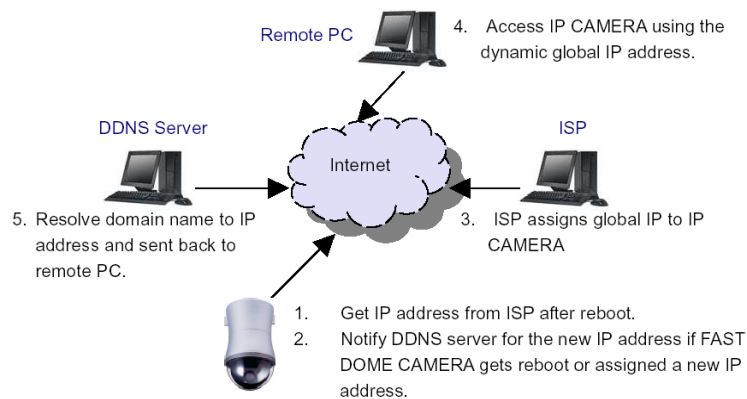 Remote PC
4. Access IP CAMERA using the
dynamic global IP address.
DDNS Server
ISP
Internet
5. Resolve domain name to IP
address and sent back to
remote PC.
3. ISP assigns global IP to IP
CAMERA
1. Get IP address from ISP after reboot.
2. Notify DDNS server for the new IP address if FAST
DOME CAMERA gets reboot or assigned a new IP
address.